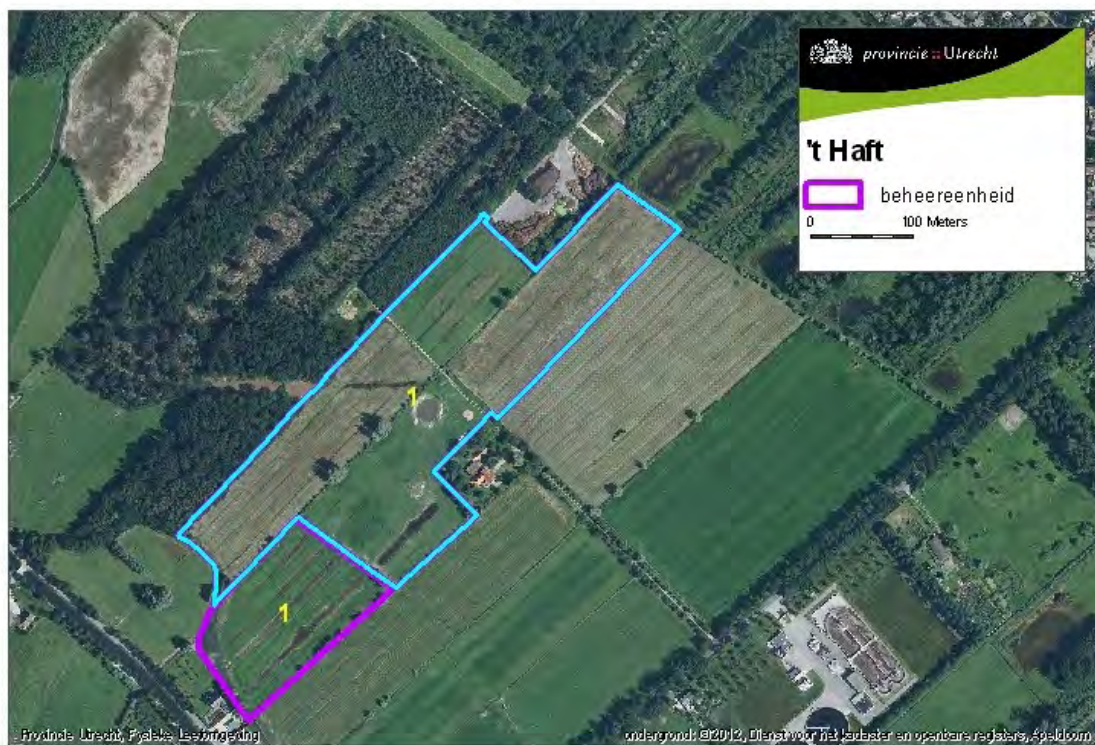 provincie :: Utrecht
't Haft
beheereenheid
0 100 Meters
1
1
Provincie Utrecht, Fysieke Leefomgeving
ondergrond: ©2012, Dienst voor het kadaster en openbare registers, Apeldoorn